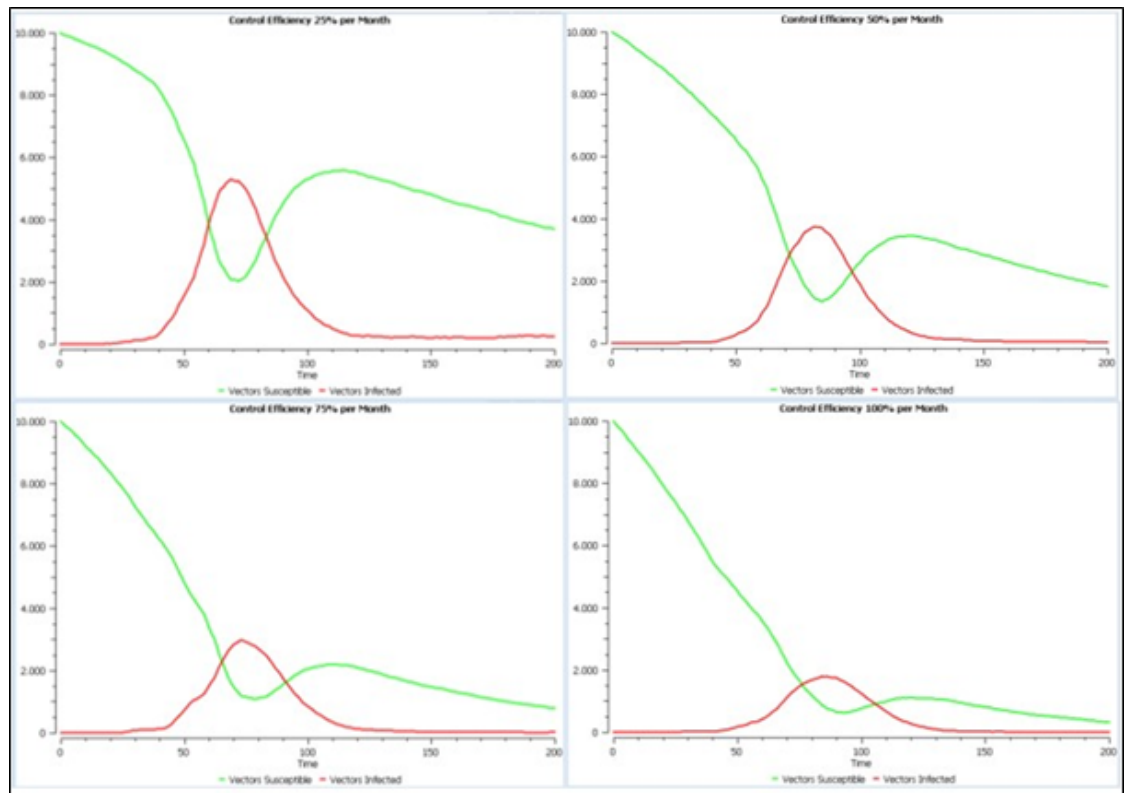 Control Efficiency 25% per Month
10.000
8.000
6.000
4.000
2.000
0
0 50 100 150 200
Time
Vectors Susceptible Vectors Infected
Control Efficiency 50% per Month
10.000
8.000
6.000
4.000
2.000
0
0 50 100 150 200
Time
Vectors Susceptible Vectors Infected
Control Efficiency 75% per Month
10.000
8.000
6.000
4.000
2.000
0
0 50 100 150 200
Time
Vectors Susceptible Vectors Infected
Control Efficiency 100% per Month
10.000
8.000
6.000
4.000
2.000
0
0 50 100 150 200
Time
Vectors Susceptible Vectors Infected